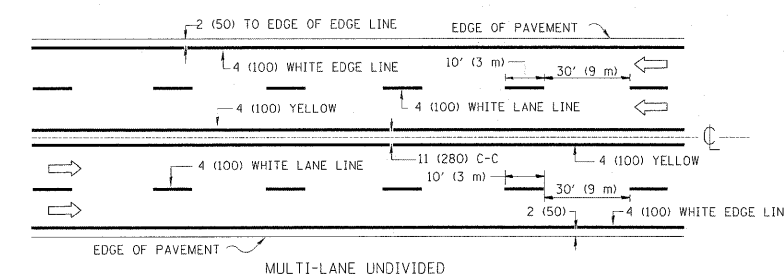 2 (50) TO EDGE OF EDGE LINE
EDGE OF PAVEMENT
4 (100) WHITE EDGE LINE
10' (3 m)
30' (9 m)
4 (100) YELLOW
4 (100) WHITE LANE LINE
4 (100) WHITE LANE LINE
11 (280) C-C
4 (100) YELLOW
10' (3 m)
30' (9 m)
2 (50)
4 (100) WHITE EDGE LIN
EDGE OF PAVEMENT
MULTI-LANE UNDIVIDED